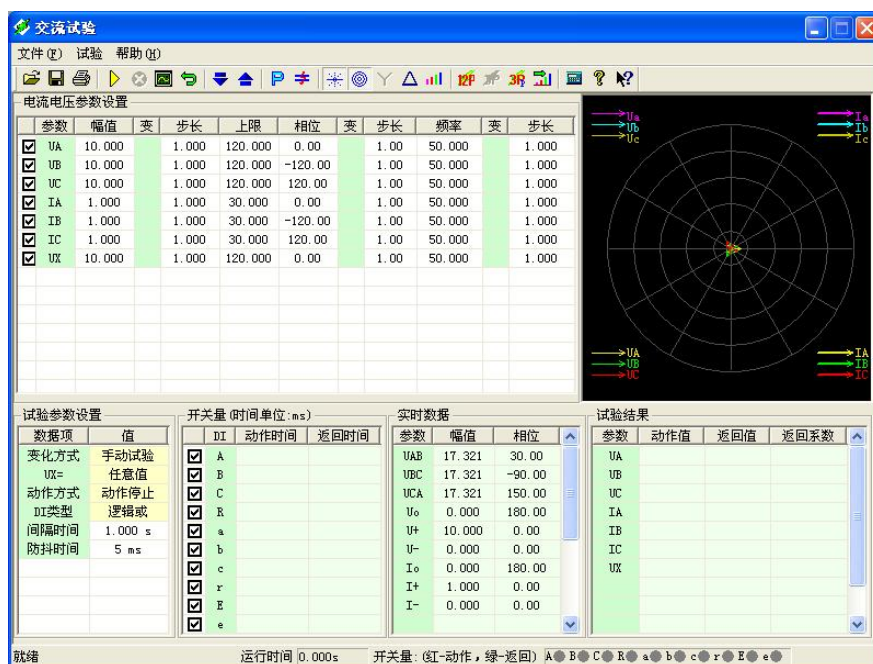 交流试验
文件(F) 试验 帮助(H)
P 12P 3P 3R
电流电压参数设置
参数 幅值 变 步长 上限 相位 变 步长 频率 变 步长
UA 10.000 1.000 120.000 0.00 1.00 50.000 1.000
UB 10.000 1.000 120.000 -120.00 1.00 50.000 1.000
UC 10.000 1.000 120.000 120.00 1.00 50.000 1.000
IA 1.000 1.000 30.000 0.00 1.00 50.000 1.000
IB 1.000 1.000 30.000 -120.00 1.00 50.000 1.000
IC 1.000 1.000 30.000 120.00 1.00 50.000 1.000
UX 10.000 1.000 120.000 0.00 1.00 50.000 1.000
Ua Ia
Ub Ib
Uc Ic
UA IA
UB IB
UC IC
试验参数设置
数据项 值
变化方式 手动试验
UX= 任意值
动作方式 动作停止
DI类型 逻辑或
间隔时间 1.000 s
防抖时间 5 ms
开关量(时间单位:ms)
DI 动作时间 返回时间
A
B
C
R
a
b
c
r
E
e
实时数据
参数 幅值 相位
UAB 17.321 30.00
UBC 17.321 -90.00
UCA 17.321 150.00
Uo 0.000 180.00
U+ 10.000 0.00
U- 0.000 0.00
Io 0.000 180.00
I+ 1.000 0.00
I- 0.000 0.00
试验结果
参数 动作值 返回值 返回系数
UA
UB
UC
IA
IB
IC
UX
就绪 运行时间 0.000s 开关量:(红-动作，绿-返回) A B C R a b c r E e